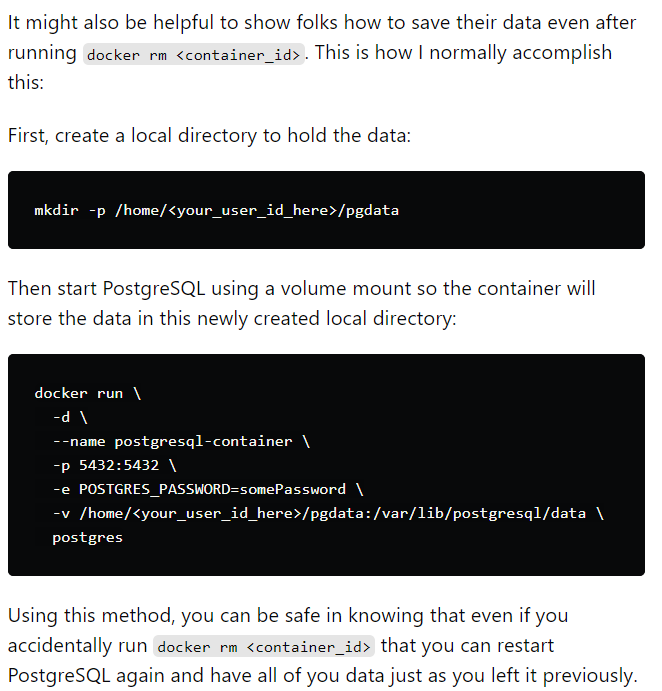 It might also be helpful to show folks how to save their data even after
running docker rm <container_id>. This is how I normally accomplish
this:
First, create a local directory to hold the data:
mkdir -p /home/<your_user_id_here>/pgdata
Then start PostgreSQL using a volume mount so the container will
store the data in this newly created local directory:
docker run \
-d \
--name postgresql-container \
-p 5432:5432 \
-e POSTGRES_PASSWORD=somePassword \
-v /home/<your_user_id_here>/pgdata:/var/lib/postgresql/data \
postgres
Using this method, you can be safe in knowing that even if you
accidentally run docker rm <container_id> that you can restart
PostgreSQL again and have all of you data just as you left it previously.